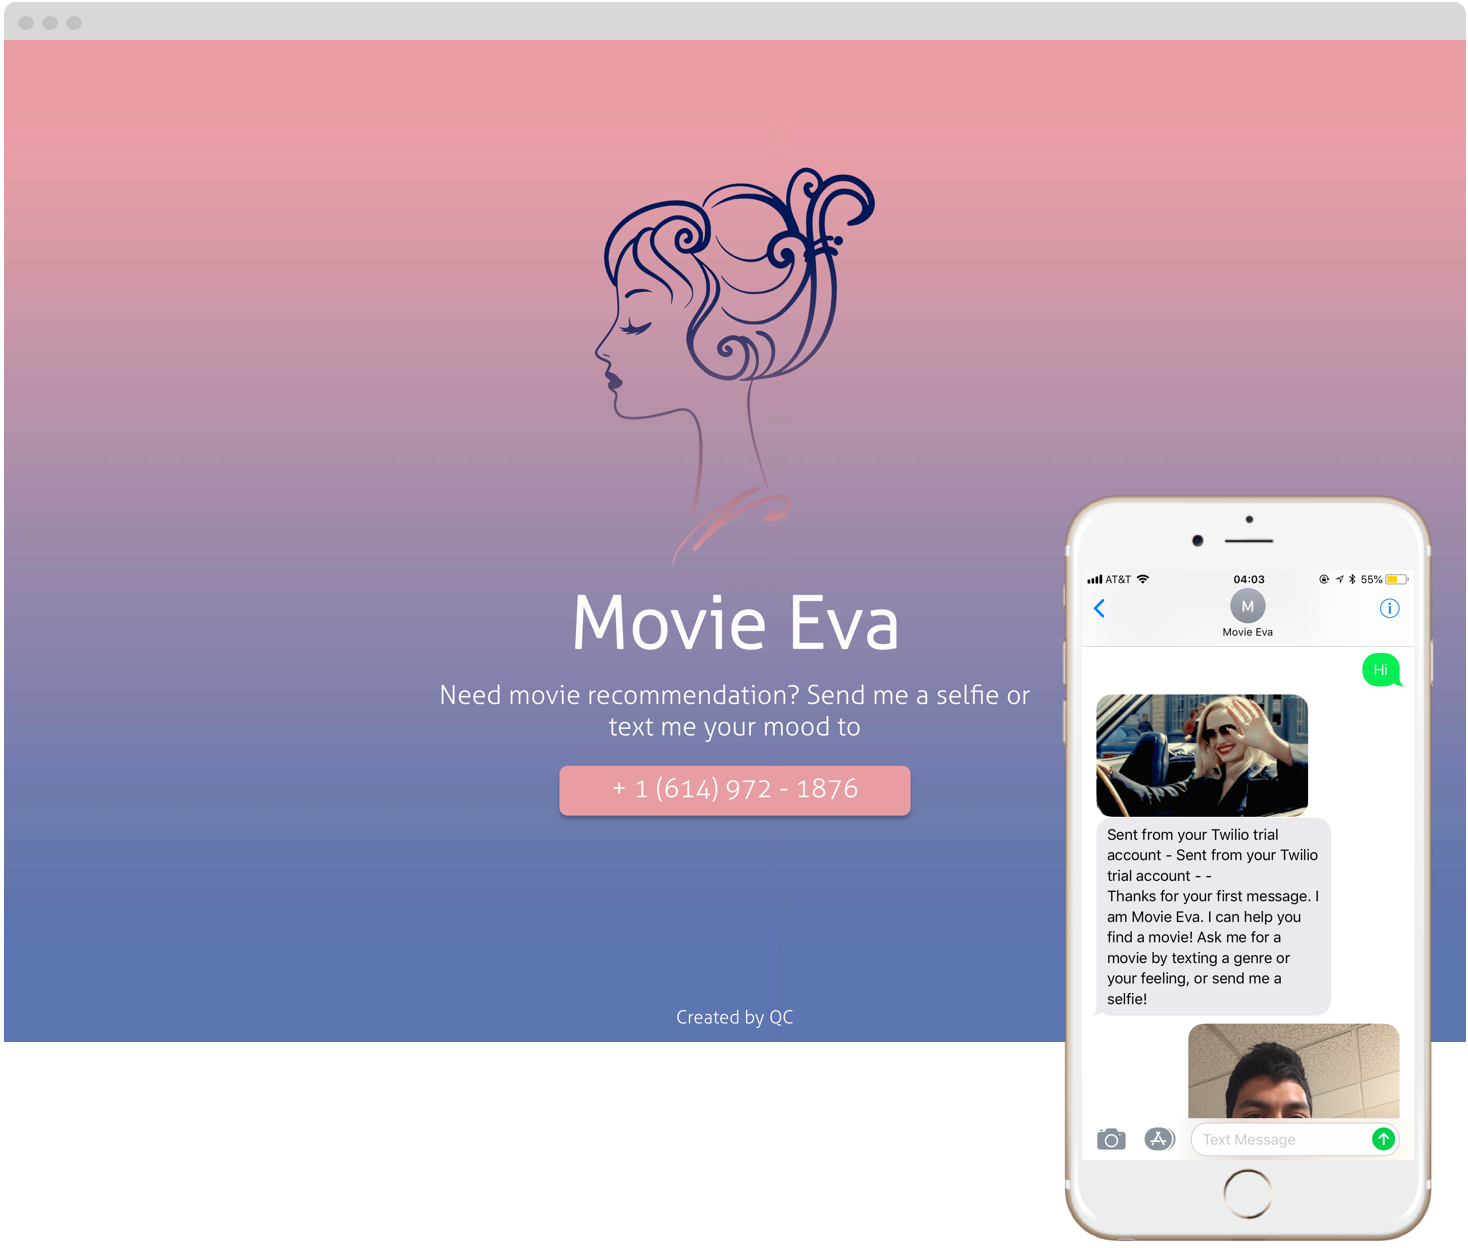 Movie Eva
Need movie recommendation? Send me a selfie or
text me your mood to
+ 1 (614) 972 - 1876
Created by QC
AT&T
04:03
55%
M
Movie Eva
Hi
Sent from your Twilio trial
account - Sent from your Twilio
trial account - -
Thanks for your first message. I
am Movie Eva. I can help you
find a movie! Ask me for a
movie by texting a genre or
your feeling, or send me a
selfie!
Text Message